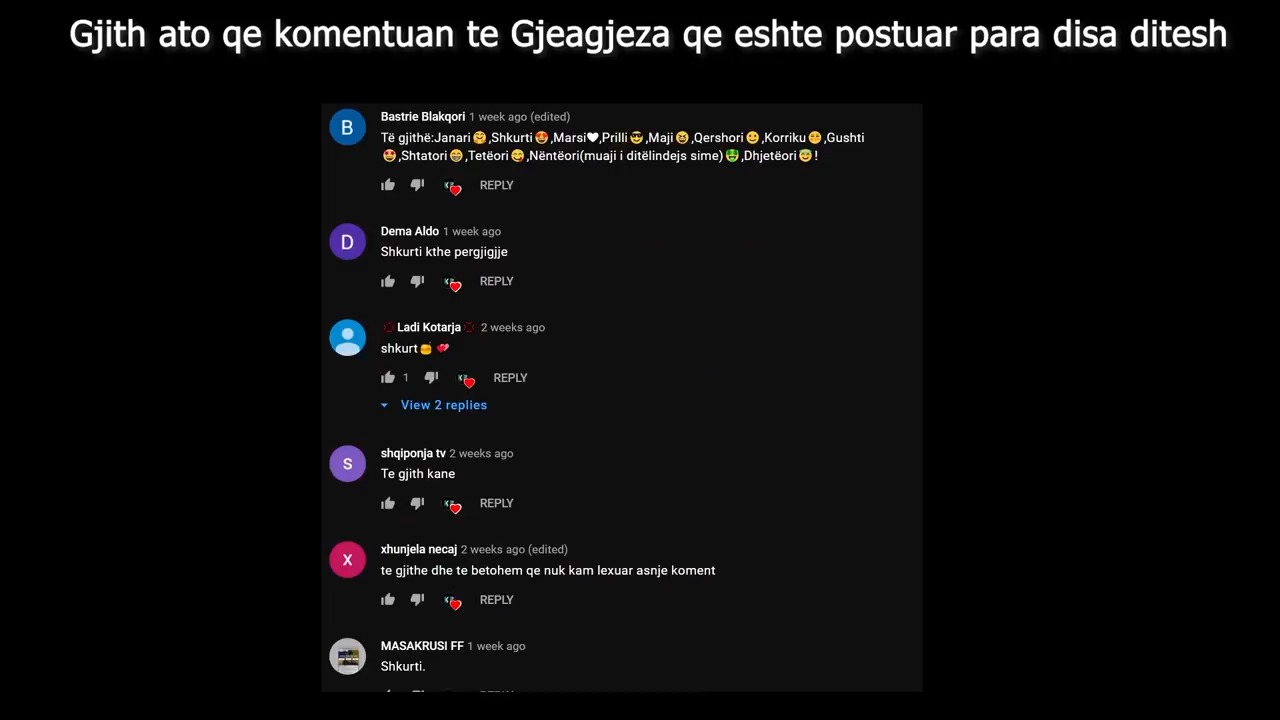 Gjith ato qe komentuan te Gjeagjeza qe eshte postuar para disa ditesh
B
Bastrie Blakqori 1 week ago (edited)
Të gjithë:Janari🤗,Shkurti😍,Marsi🤍,Prilli😎,Maji😆,Qershori🙂,Korriku🤭,Gushti
🤩,Shtatori😁,Tetëori😋,Nëntëori(muaji i ditëlindejs sime)🤑,Dhjetëori😇!
REPLY
D
Dema Aldo 1 week ago
Shkurti kthe pergjigjje
REPLY
💢Ladi Kotarja💢 2 weeks ago
shkurt🍯💕
1 REPLY
View 2 replies
S
shqiponja tv 2 weeks ago
Te gjith kane
REPLY
X
xhunjela necaj 2 weeks ago (edited)
te gjithe dhe te betohem qe nuk kam lexuar asnje koment
REPLY
MASAKRUSI FF 1 week ago
Shkurti.